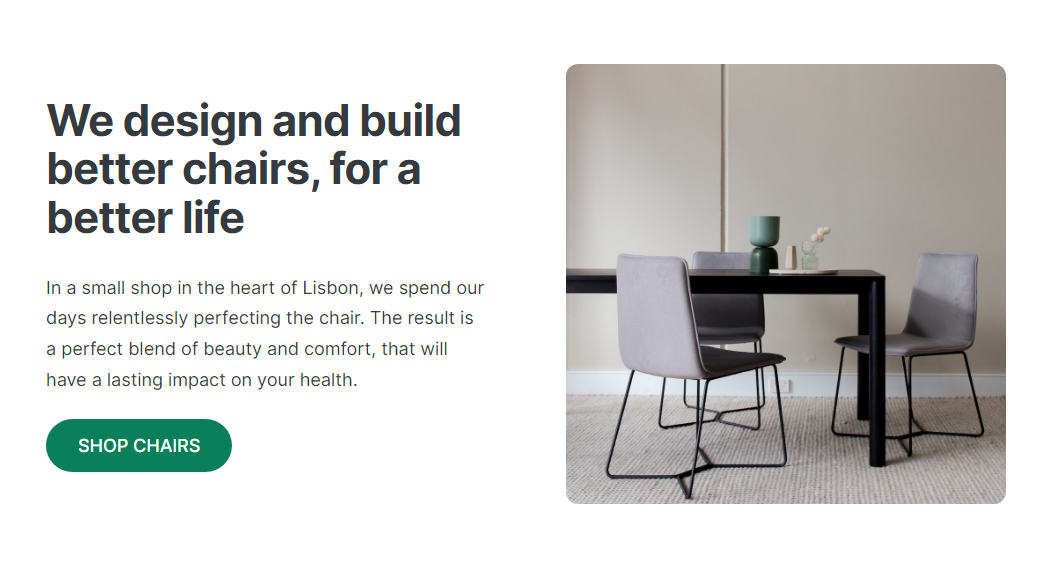 We design and build
better chairs, for a
better life
In a small shop in the heart of Lisbon, we spend our
days relentlessly perfecting the chair. The result is
a perfect blend of beauty and comfort, that will
have a lasting impact on your health.
SHOP CHAIRS